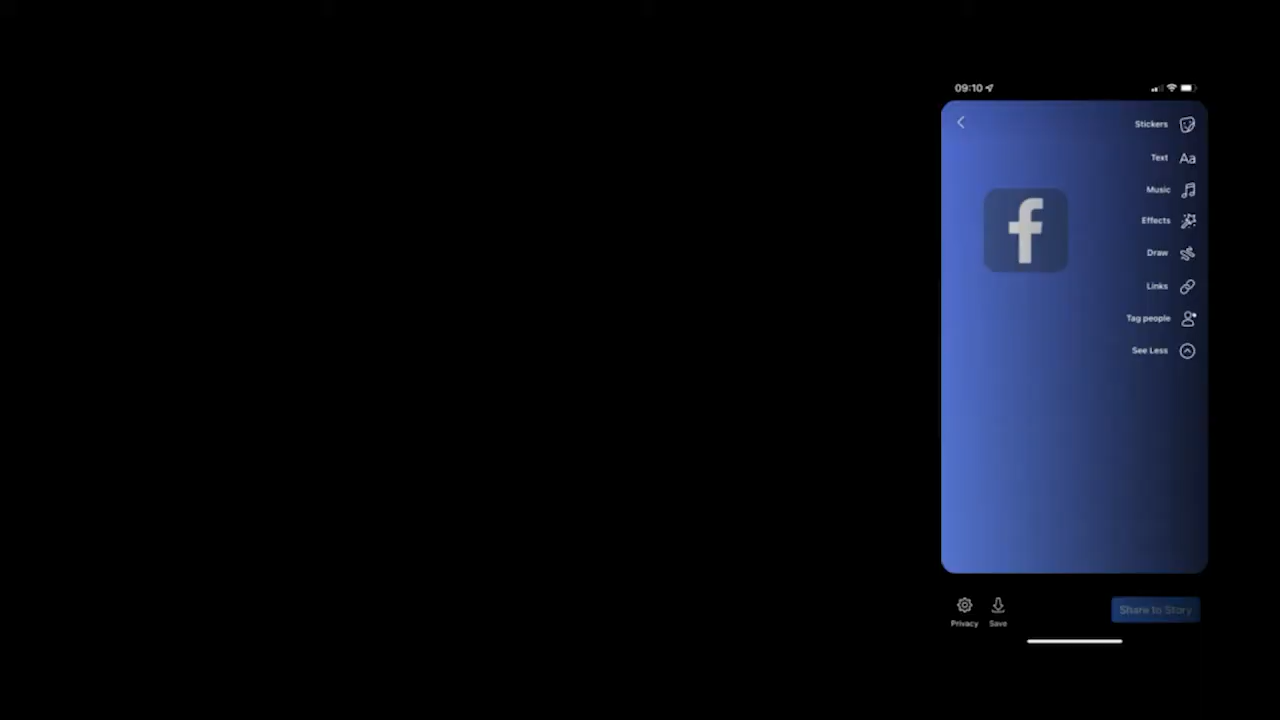 09:10
Stickers
Text Aa
Music
Effects
f
Draw
Links
Tag people
See Less
Privacy Save
Share to Story